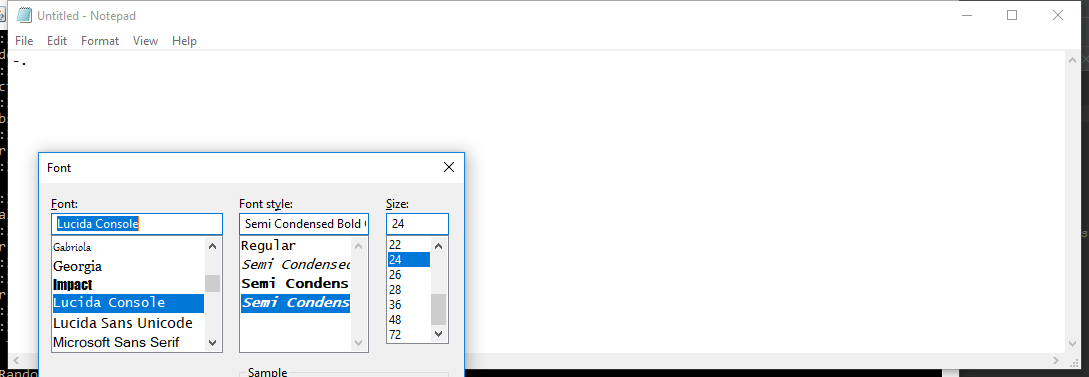 Untitled - Notepad
File Edit Format View Help
-.
Font
Font: Font style: Size:
Lucida Console Semi Condensed Bold 24
Gabriola Regular 22
Georgia Semi Condensed 24
Impact Semi Condens 26
Lucida Console Semi Condens 28
Lucida Sans Unicode 36
Microsoft Sans Serif 48
72
Sample
Rando